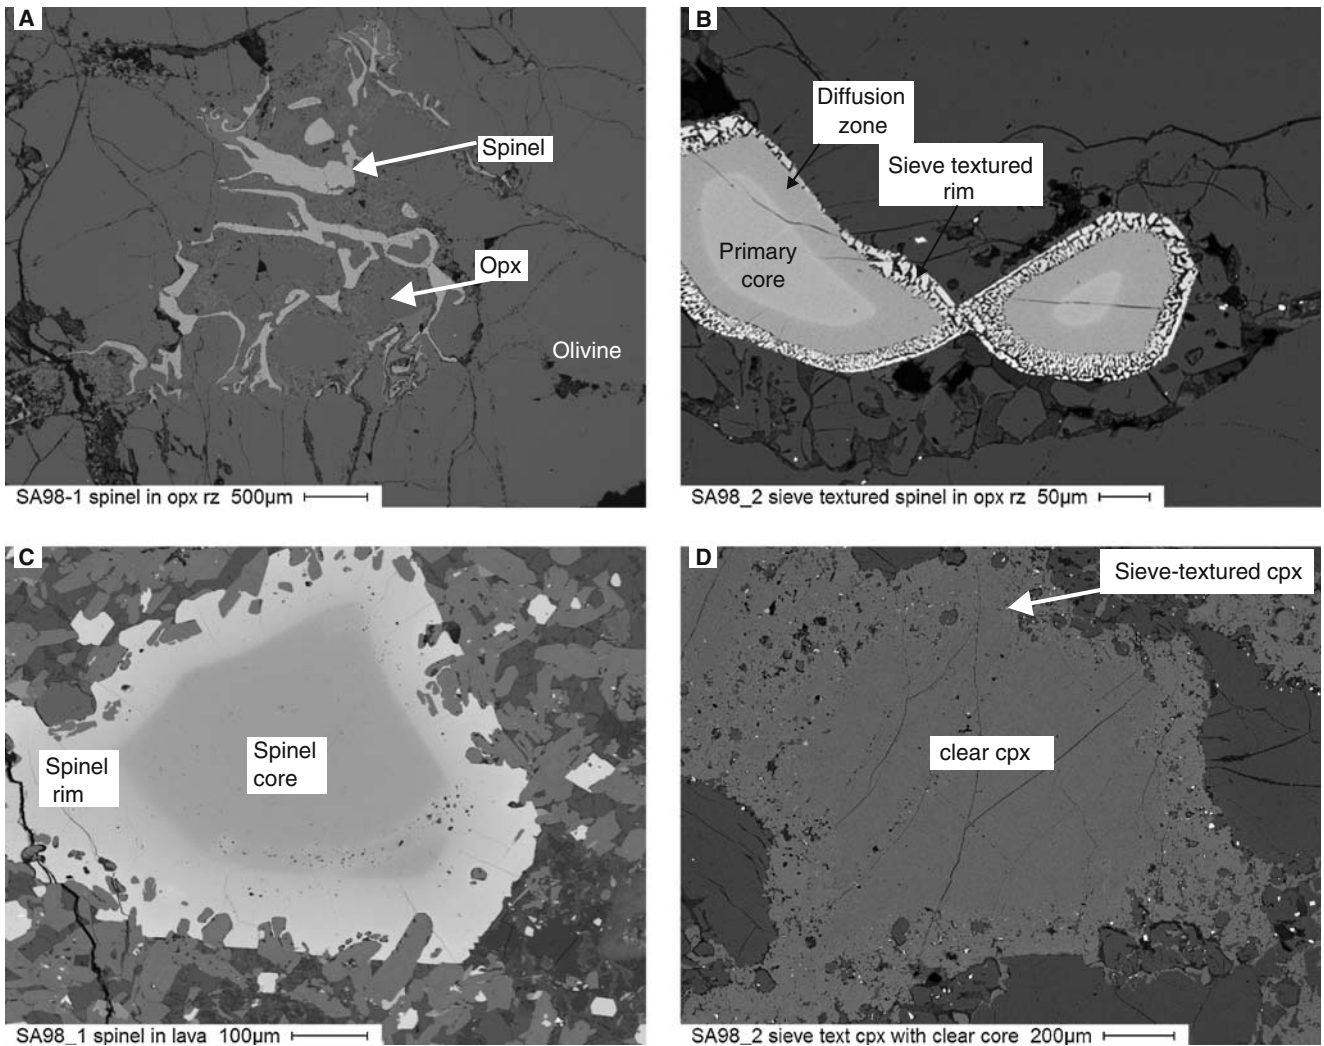 A
Spinel
Opx
Olivine
SA98-1 spinel in opx rz 500µm
B
Diffusion
zone
Sieve textured
rim
Primary
core
SA98_2 sieve textured spinel in opx rz 50µm
C
Spinel
core
Spinel
rim
SA98_1 spinel in lava 100µm
D
Sieve-textured cpx
clear cpx
SA98_2 sieve text cpx with clear core 200µm